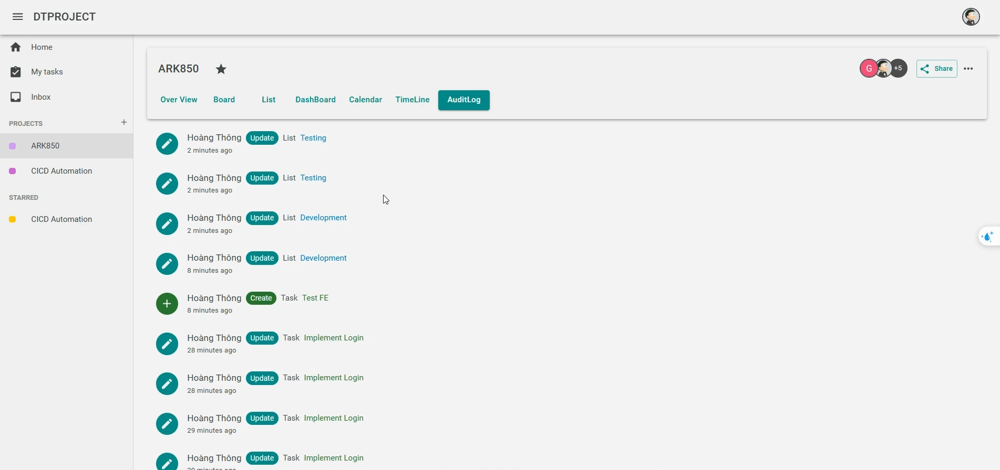 DTPROJECT
Home
My tasks
Inbox
PROJECTS +
ARK850
CICD Automation
STARRED
CICD Automation
ARK850
G +5 Share
Over View Board List DashBoard Calendar TimeLine AuditLog
Hoàng Thông Update List Testing
2 minutes ago
Hoàng Thông Update List Testing
2 minutes ago
Hoàng Thông Update List Development
2 minutes ago
Hoàng Thông Update List Development
8 minutes ago
Hoàng Thông Create Task Test FE
8 minutes ago
Hoàng Thông Update Task Implement Login
28 minutes ago
Hoàng Thông Update Task Implement Login
28 minutes ago
Hoàng Thông Update Task Implement Login
29 minutes ago
Hoàng Thông Update Task Implement Login